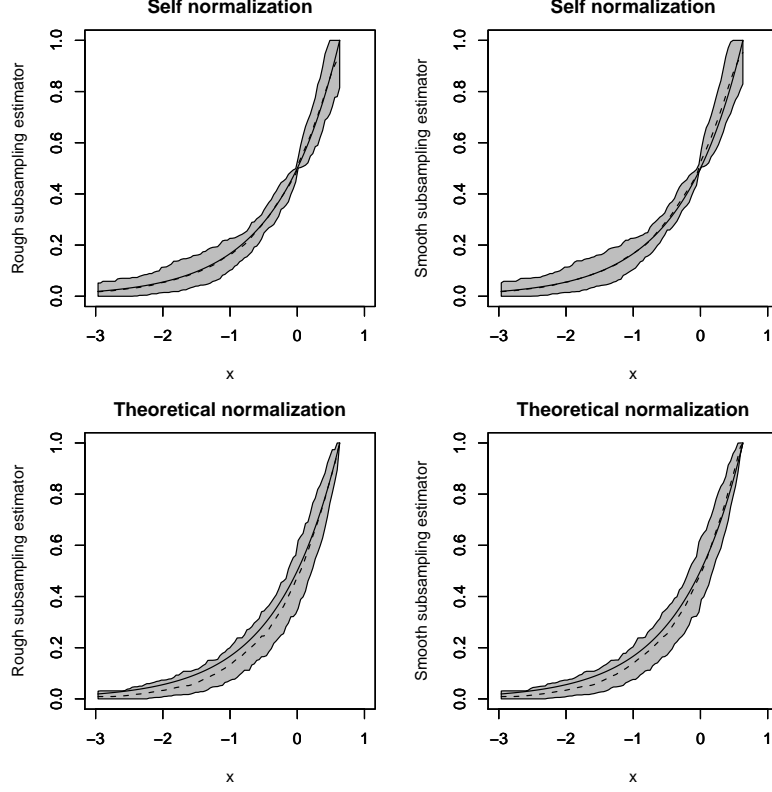 Self normalization
Rough subsampling estimator
0.0 0.2 0.4 0.6 0.8 1.0
−3 −2 −1 0 1
x
Self normalization
Smooth subsampling estimator
0.0 0.2 0.4 0.6 0.8 1.0
−3 −2 −1 0 1
x
Theoretical normalization
Rough subsampling estimator
0.0 0.2 0.4 0.6 0.8 1.0
−3 −2 −1 0 1
x
Theoretical normalization
Smooth subsampling estimator
0.0 0.2 0.4 0.6 0.8 1.0
−3 −2 −1 0 1
x